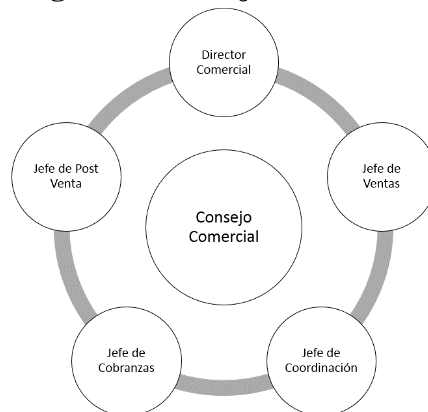 Director
Comercial
Jefe de Post
Venta
Jefe de
Ventas
Consejo
Comercial
Jefe de
Cobranzas
Jefe de
Coordinación